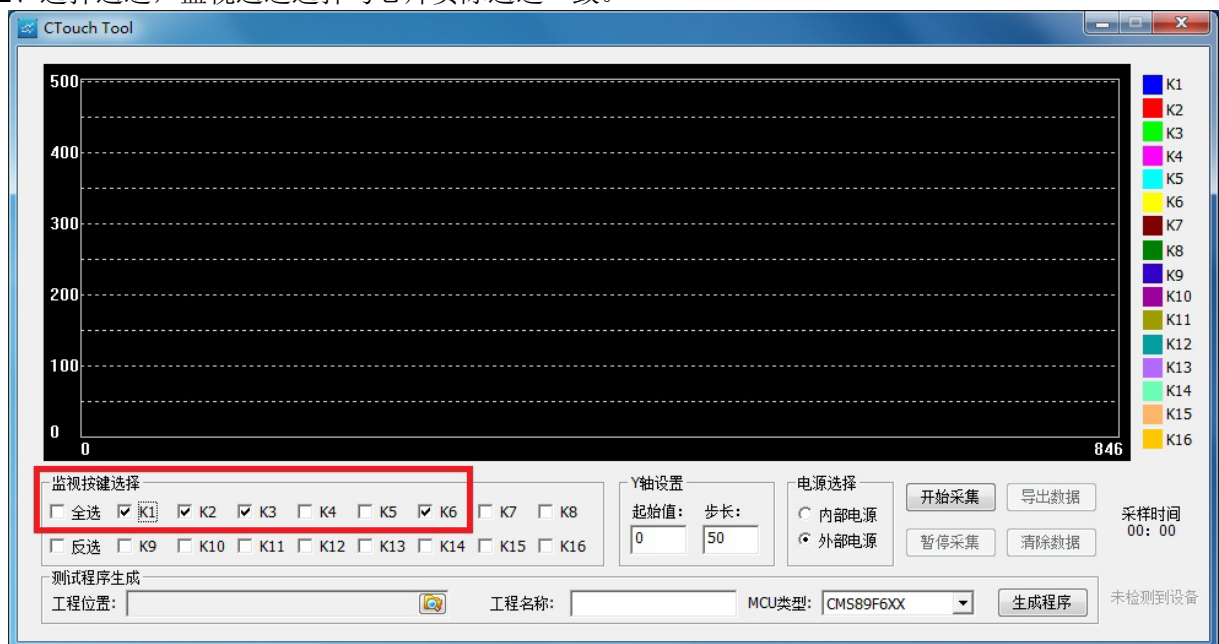 CTouch Tool
500
400
300
200
100
0
0 846
K1
K2
K3
K4
K5
K6
K7
K8
K9
K10
K11
K12
K13
K14
K15
K16
监视按键选择
全选 K1 K2 K3 K4 K5 K6 K7 K8
反选 K9 K10 K11 K12 K13 K14 K15 K16
Y轴设置
起始值: 步长:
0 50
电源选择
内部电源
外部电源
开始采集 导出数据
暂停采集 清除数据
采样时间
00: 00
测试程序生成
工程位置: 工程名称: MCU类型: CMS89F6XX 生成程序
未检测到设备